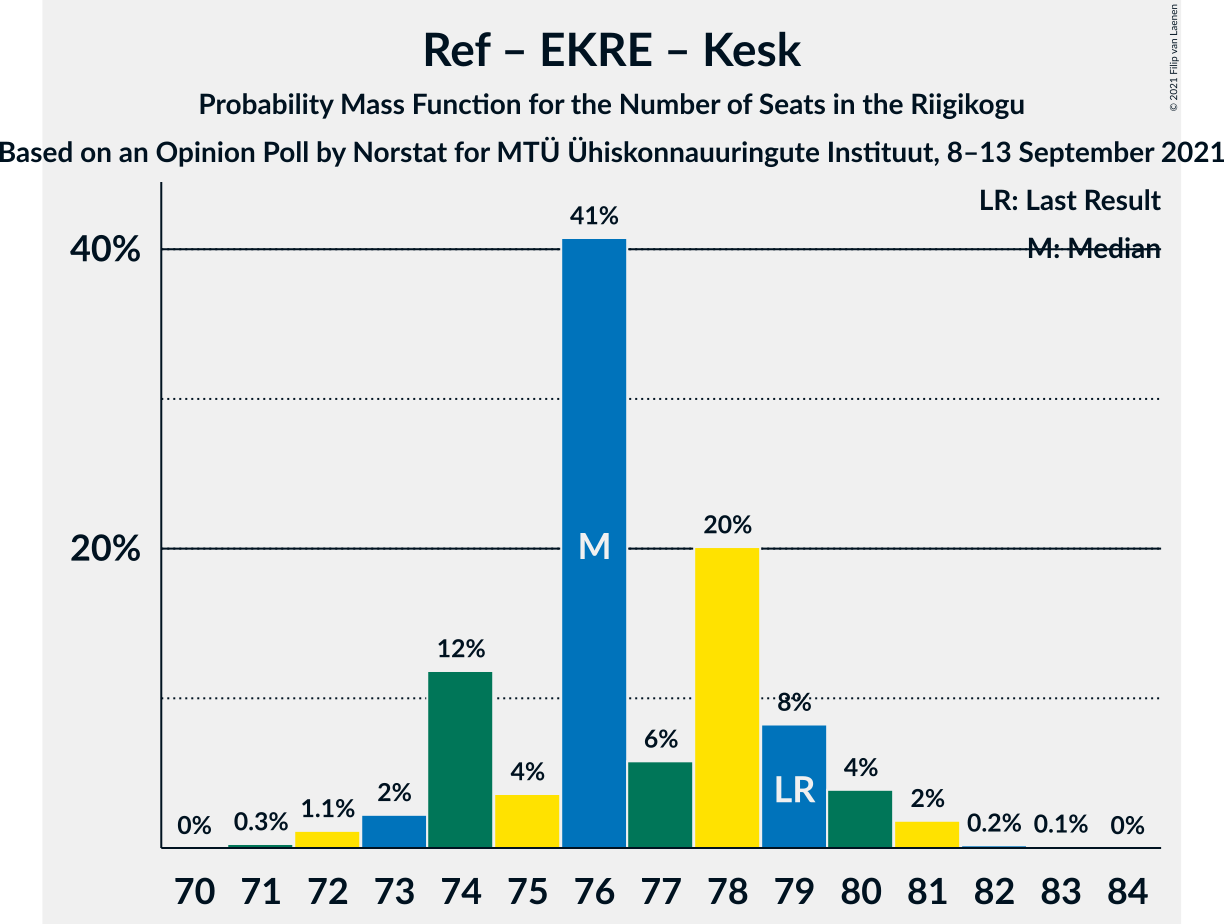 Ref – EKRE – Kesk
© 2021 Filip van Laenen
Probability Mass Function for the Number of Seats in the Riigikogu
Based on an Opinion Poll by Norstat for MTÜ Ühiskonnauuringute Instituut, 8–13 September 2021
LR: Last Result
M: Median
40%
20%
0%
0.3%
1.1%
2%
12%
4%
41%
M
6%
20%
8%
LR
4%
2%
0.2%
0.1%
0%
70 71 72 73 74 75 76 77 78 79 80 81 82 83 84